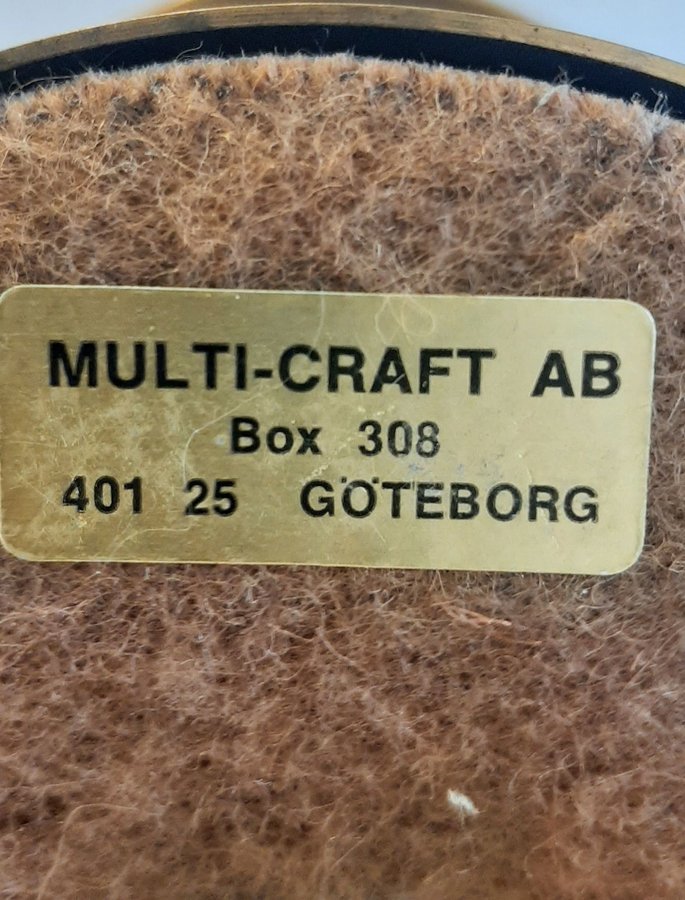 MULTI-CRAFT AB
Box 308
401 25 GÖTEBORG